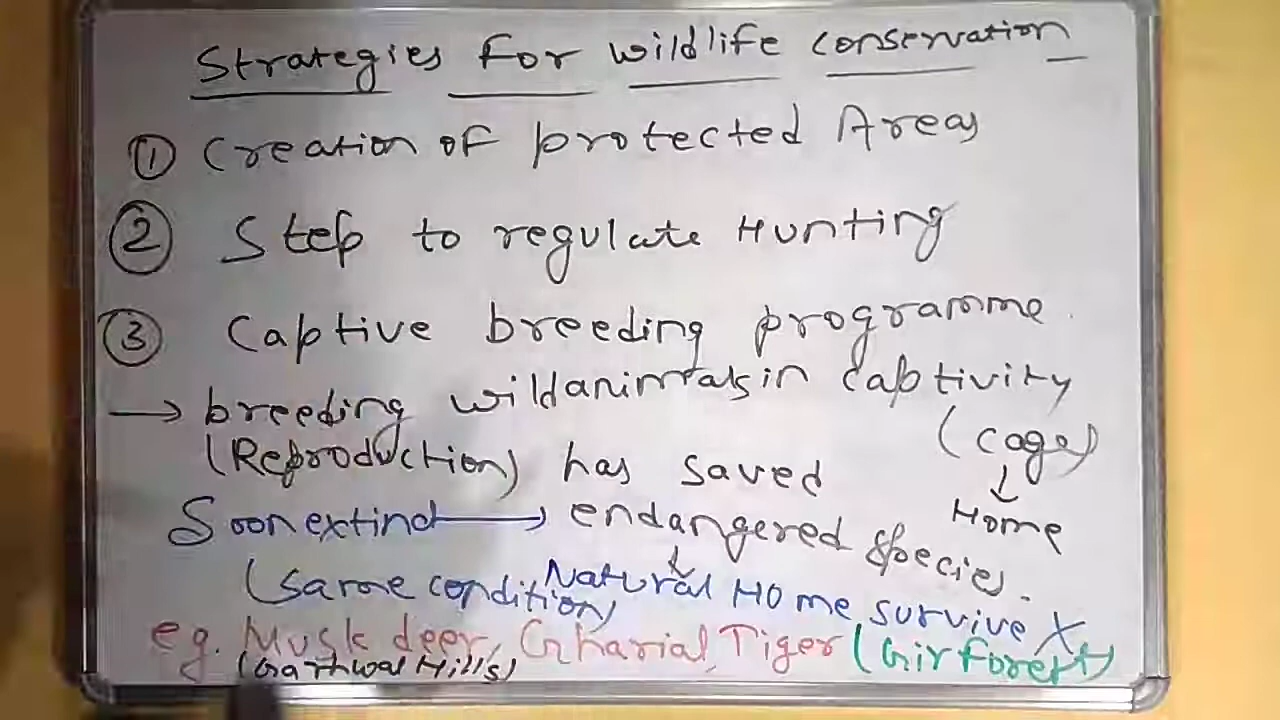 Strategies for wildlife conservation
① Creation of protected Areas
② Step to regulate Hunting
③ Captive breeding programme.
→ breeding wild animals in captivity
(cage)
(Reproduction) has saved
↓
Home
Soon extinct → endangered species.
↓
(same condition) Natural Home survive X
eg. Musk deer, Gharial, Tiger (Gir forest)
(Garhwal Hills)